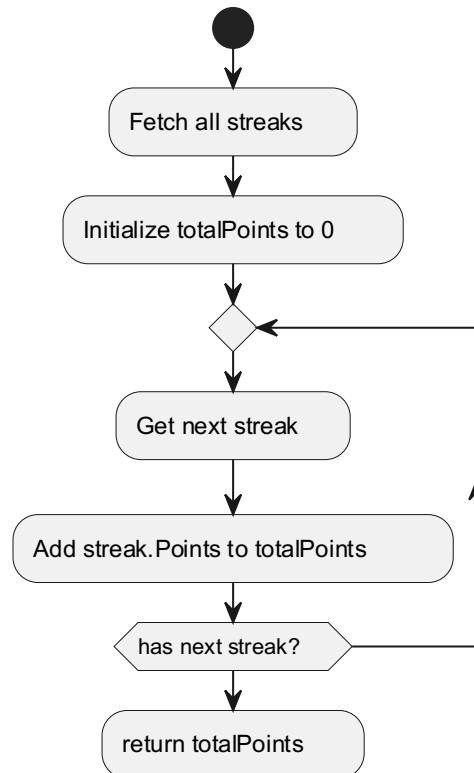 Fetch all streaks
Initialize totalPoints to 0
Get next streak
Add streak.Points to totalPoints
has next streak?
return totalPoints